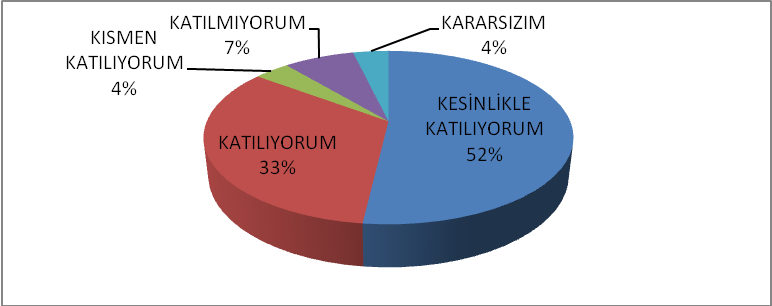 KATILMIYORUM
7%
KARARSIZIM
4%
KISMEN
KATILIYORUM
4%
KESİNLİKLE
KATILIYORUM
52%
KATILIYORUM
33%